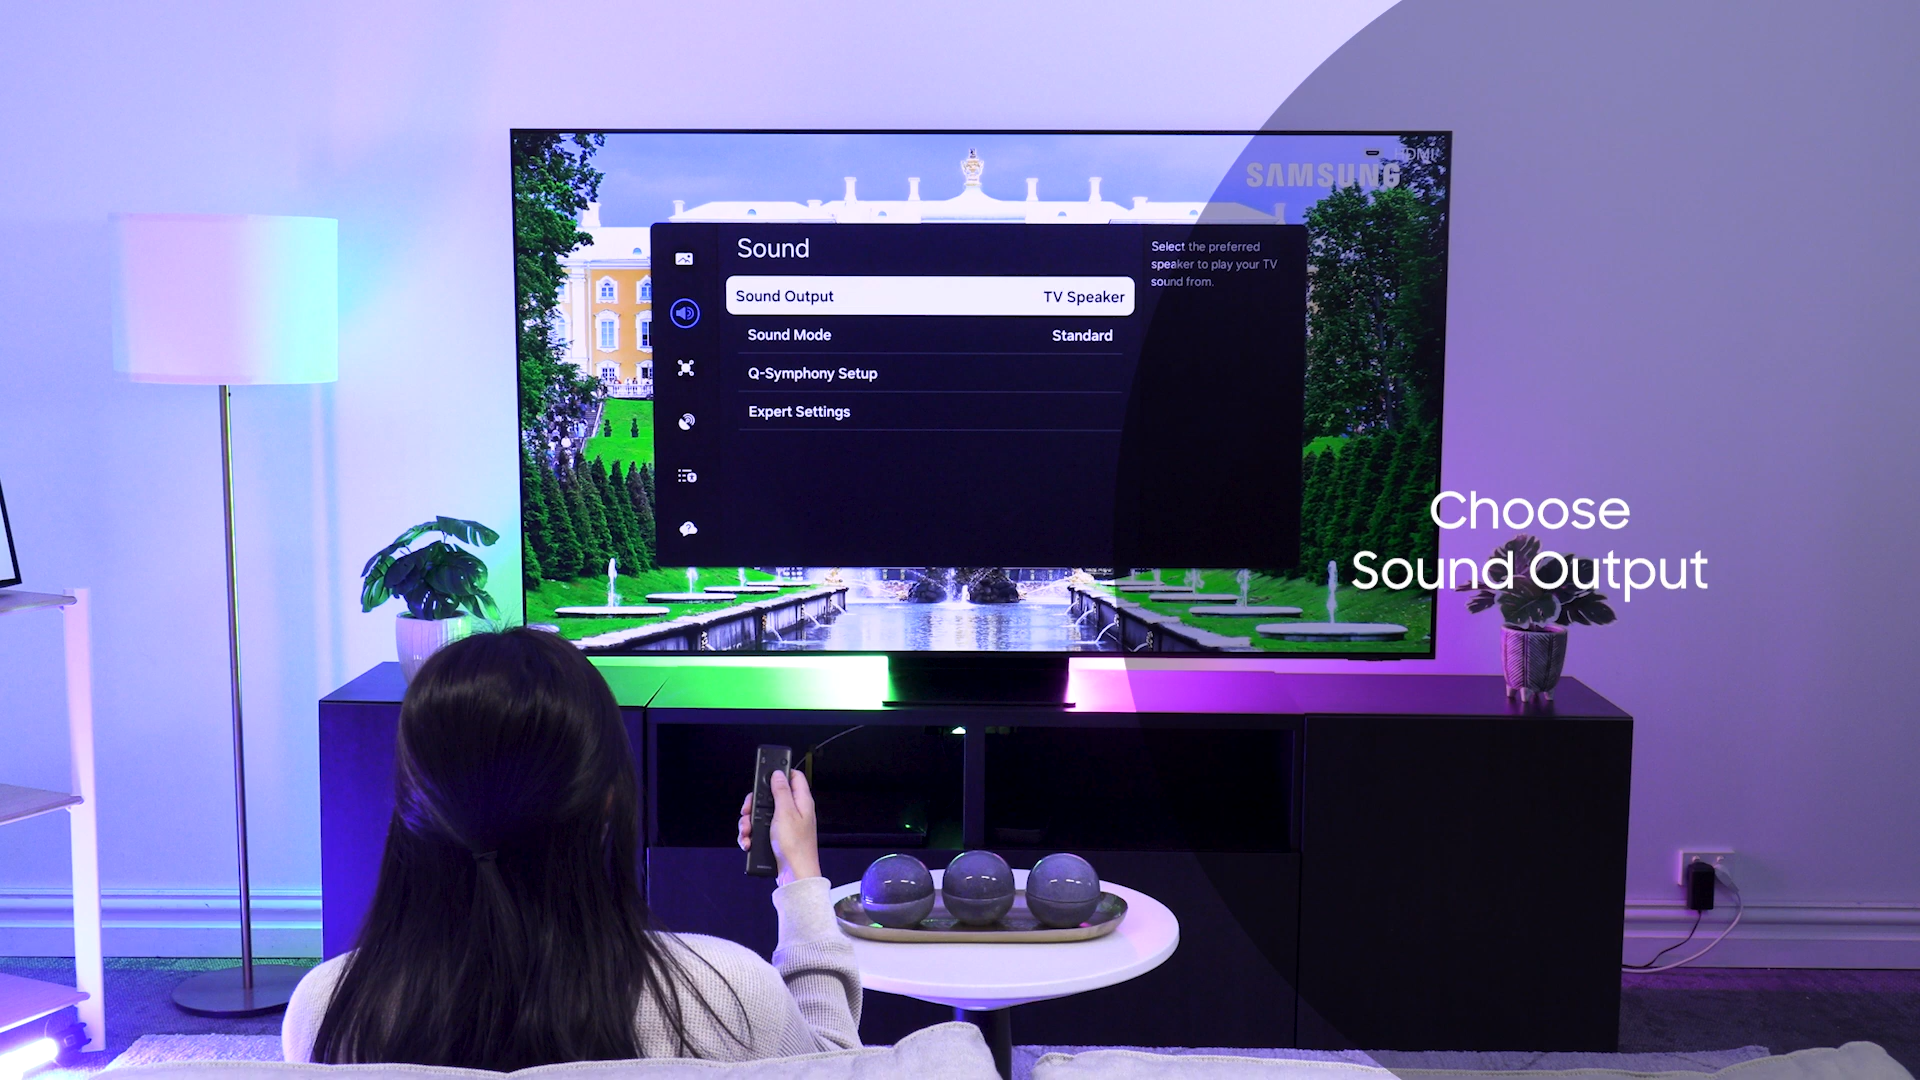 HDMI
SAMSUNG
Sound
Select the preferred
speaker to play your TV
sound from.
Sound Output TV Speaker
Sound Mode Standard
Q-Symphony Setup
Expert Settings
Choose
Sound Output